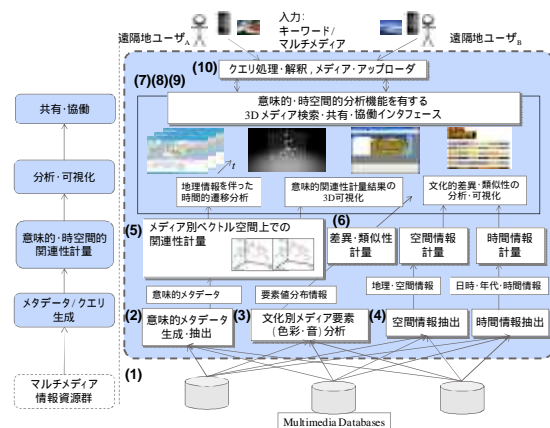 遠隔地ユーザA
入力:
キーワード/
マルチメディア
遠隔地ユーザB
(10) クエリ処理・解釈,メディア・アップローダ
(7)(8)(9)
意味的・時空間的分析機能を有する
3Dメディア検索・共有・協働インタフェース
t
地理情報を伴った
時間的遷移分析
意味的関連性計量結果の
3D可視化
文化的差異・類似性の
分析・可視化
(5) メディア別ベクトル空間上での
関連性計量
(6)
差異・類似性
計量
空間情報
計量
時間情報
計量
意味的メタデータ
要素値分布情報
地理・空間情報
日時・年代・時間情報
(2) 意味的メタデータ
生成・抽出
(3) 文化別メディア要素
(色彩・音)分析
(4) 空間情報抽出
時間情報抽出
(1)
Multimedia Databases
共有・協働
分析・可視化
意味的・時空間的
関連性計量
メタデータ/クエリ
生成
マルチメディア
情報資源群